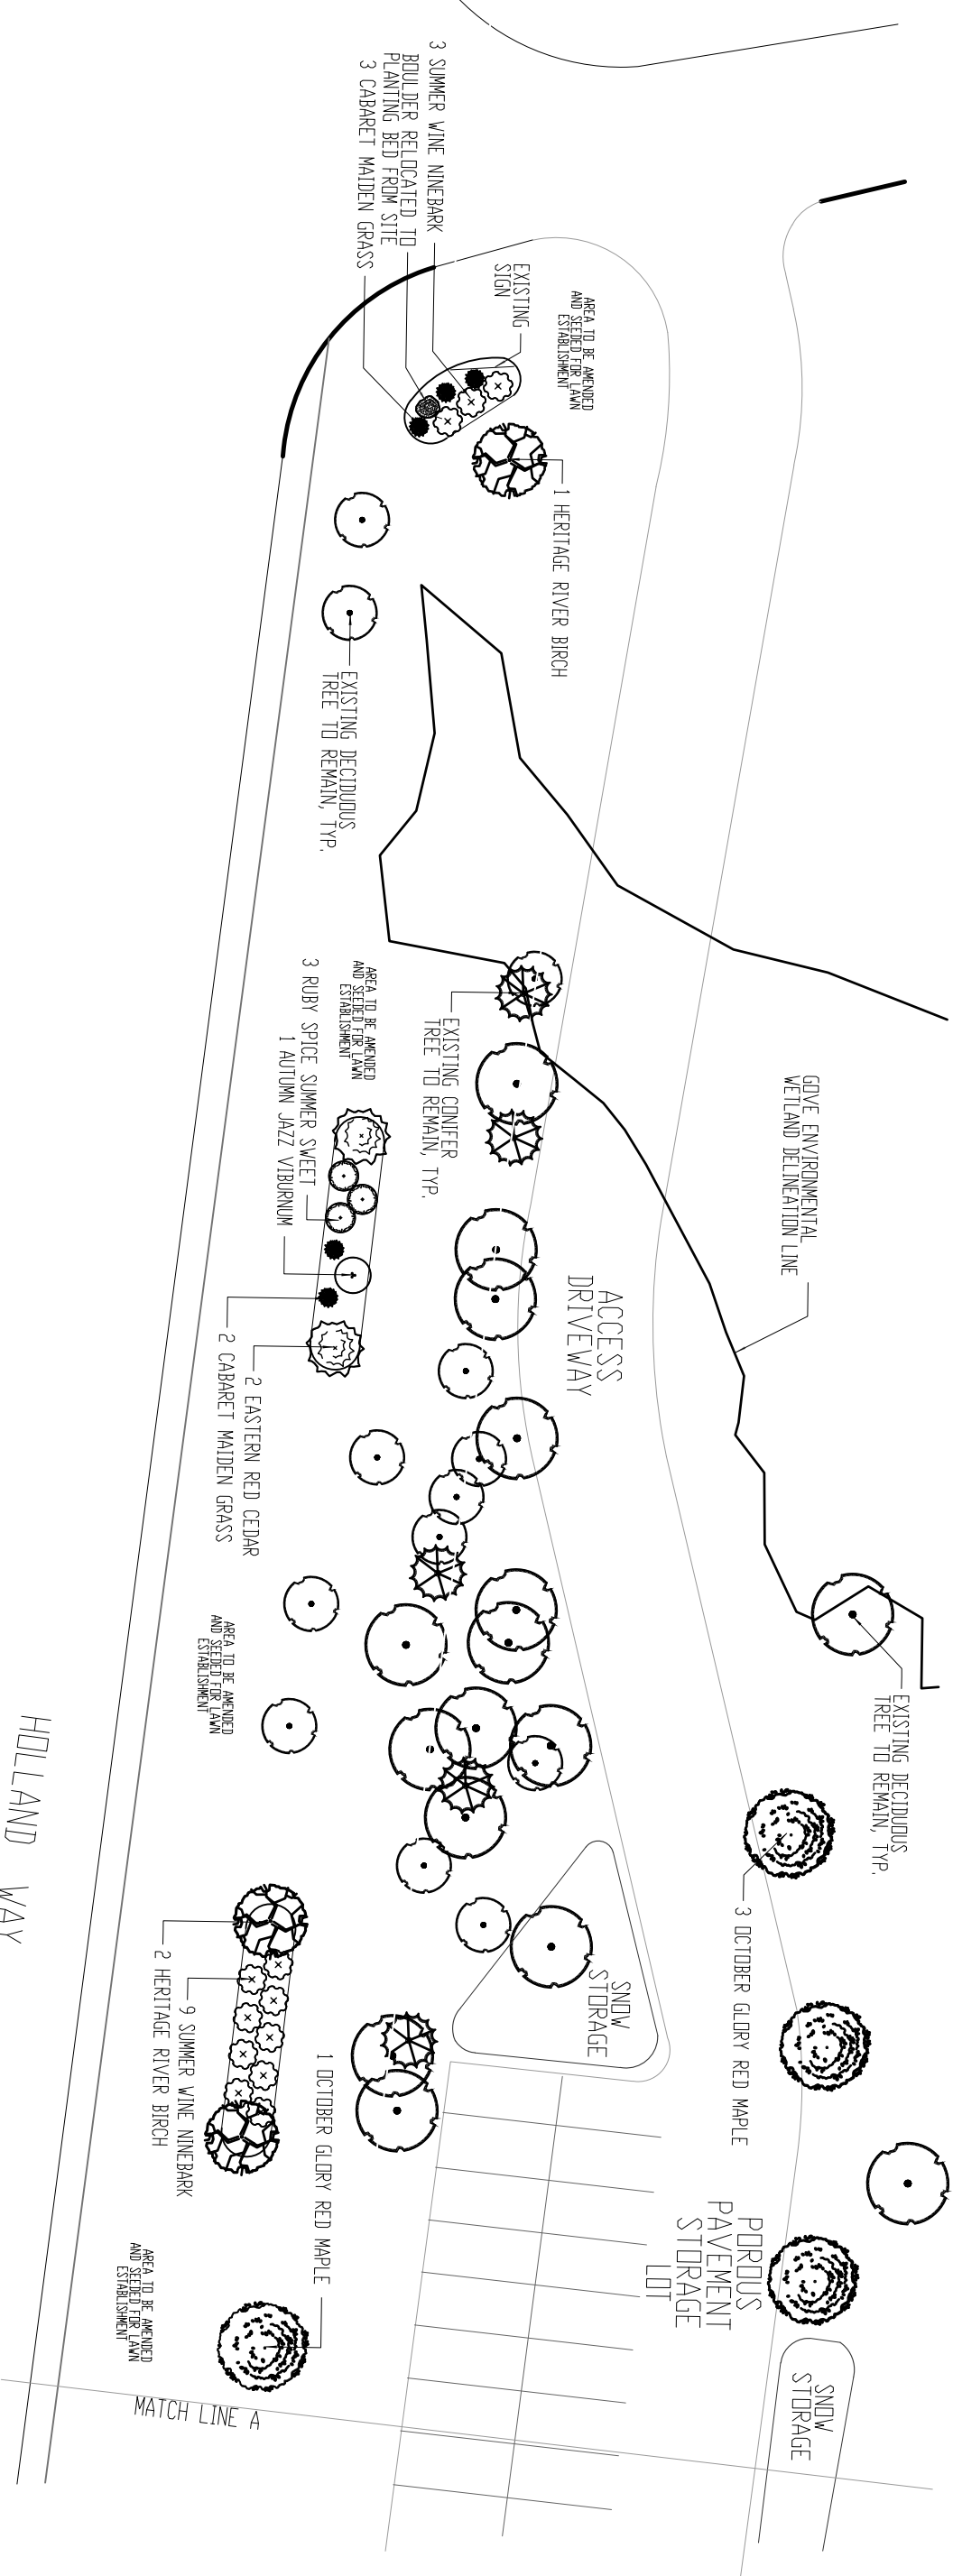 3 SUMMER WINE NINEBARK
BOULDER RELOCATED TO
PLANTING BED FROM SITE
3 CABARET MAIDEN GRASS
EXISTING
SIGN
AREA TO BE AMENDED
AND SEEDED FOR LAWN
ESTABLISHMENT
1 HERITAGE RIVER BIRCH
EXISTING DECIDUOUS
TREE TO REMAIN, TYP.
AREA TO BE AMENDED
AND SEEDED FOR LAWN
ESTABLISHMENT
3 RUBY SPICE SUMMER SWEET
1 AUTUMN JAZZ VIBURNUM
EXISTING CONIFER
TREE TO REMAIN, TYP.
GOVE ENVIRONMENTAL
WETLAND DELINEATION LINE
ACCESS
DRIVEWAY
2 EASTERN RED CEDAR
2 CABARET MAIDEN GRASS
AREA TO BE AMENDED
AND SEEDED FOR LAWN
ESTABLISHMENT
EXISTING DECIDUOUS
TREE TO REMAIN, TYP.
HOLLAND WAY
3 OCTOBER GLORY RED MAPLE
SNOW
STORAGE
9 SUMMER WINE NINEBARK
2 HERITAGE RIVER BIRCH
1 OCTOBER GLORY RED MAPLE
POROUS
PAVEMENT
STORAGE
LOT
AREA TO BE AMENDED
AND SEEDED FOR LAWN
ESTABLISHMENT
SNOW
STORAGE
MATCH LINE A